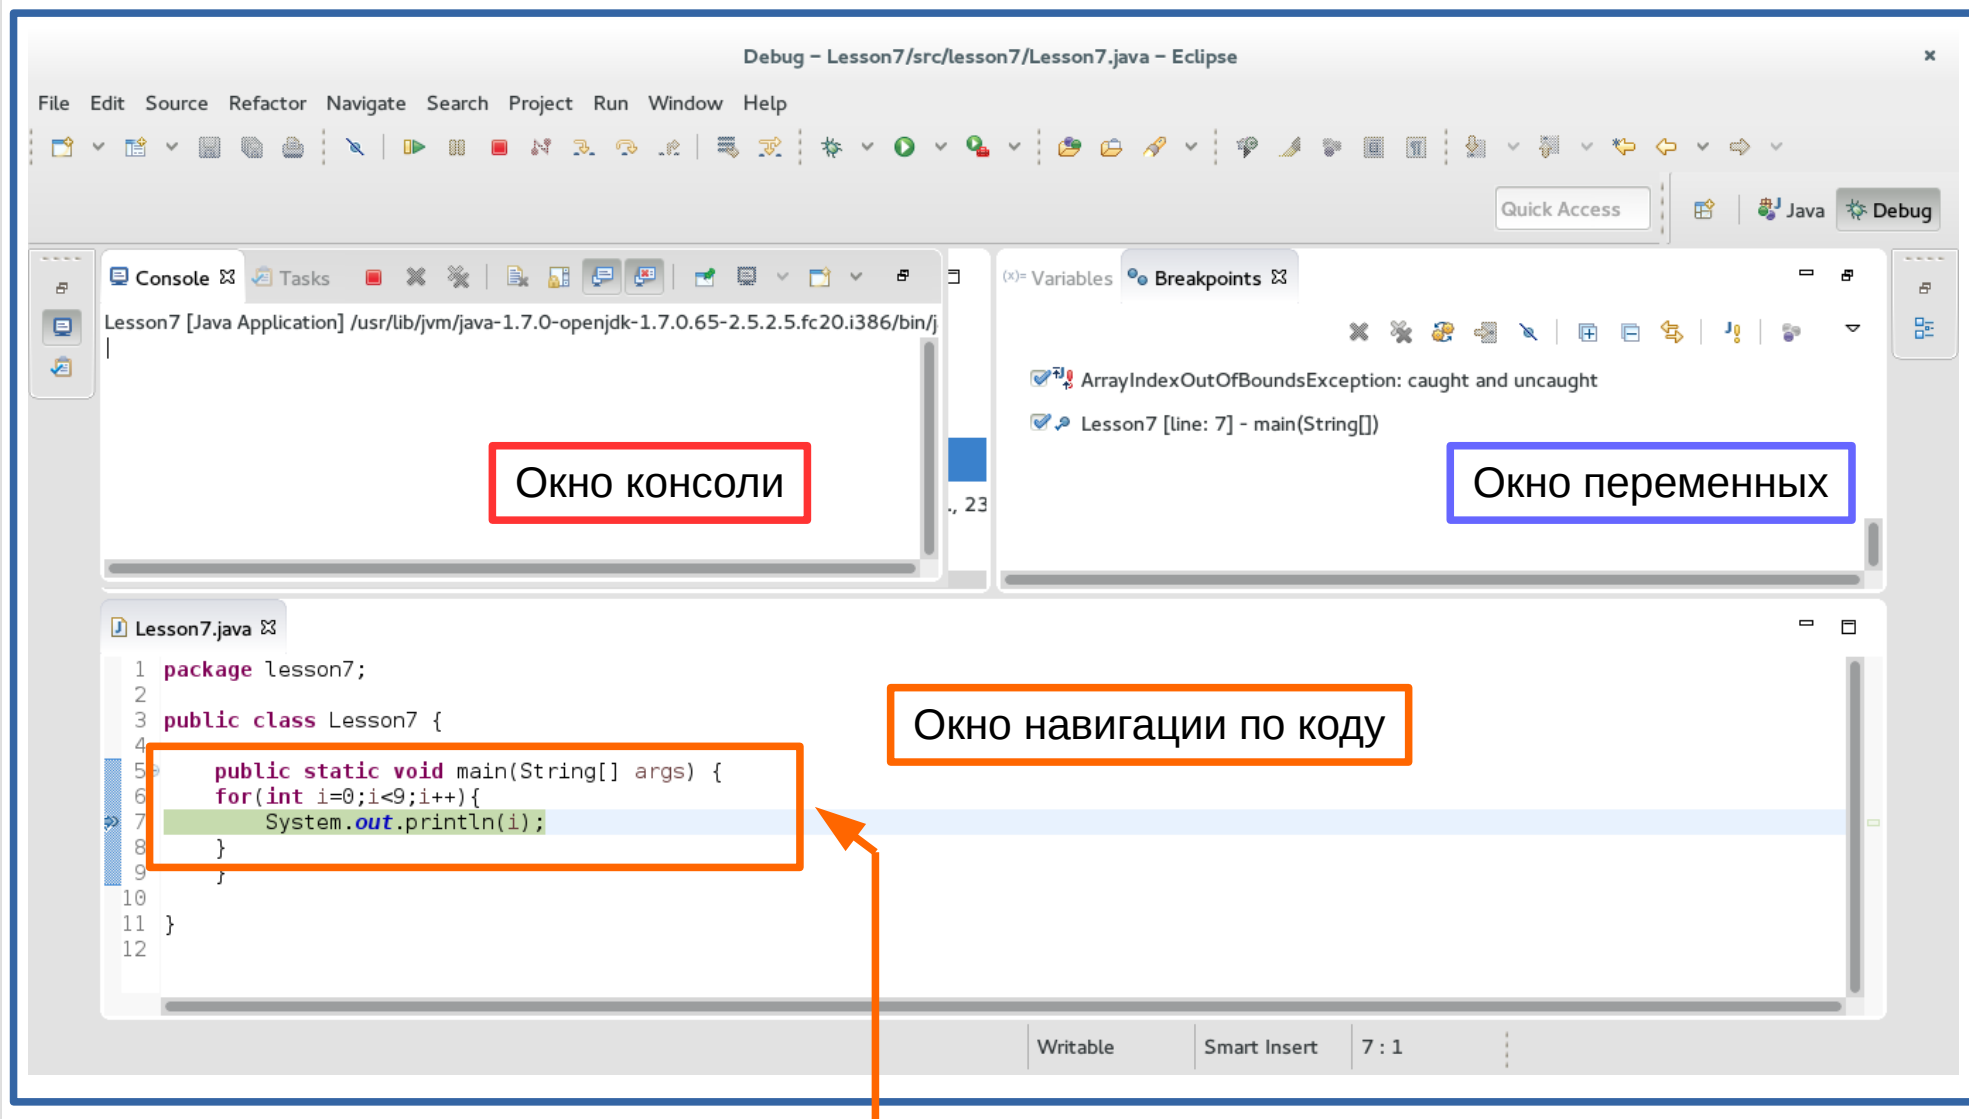 Debug – Lesson7/src/lesson7/Lesson7.java – Eclipse
File Edit Source Refactor Navigate Search Project Run Window Help
Quick Access
Java
Debug
Console
Tasks
Lesson7 [Java Application] /usr/lib/jvm/java-1.7.0-openjdk-1.7.0.65-2.5.2.5.fc20.i386/bin/j
Окно консоли
., 23
(x)= Variables
Breakpoints
ArrayIndexOutOfBoundsException: caught and uncaught
Lesson7 [line: 7] - main(String[])
Окно переменных
Lesson7.java
1 package lesson7;
2
3 public class Lesson7 {
4
5 public static void main(String[] args) {
6 for(int i=0;i<9;i++){
7 System.out.println(i);
8 }
9 }
10
11 }
12
Окно навигации по коду
Writable
Smart Insert
7 : 1